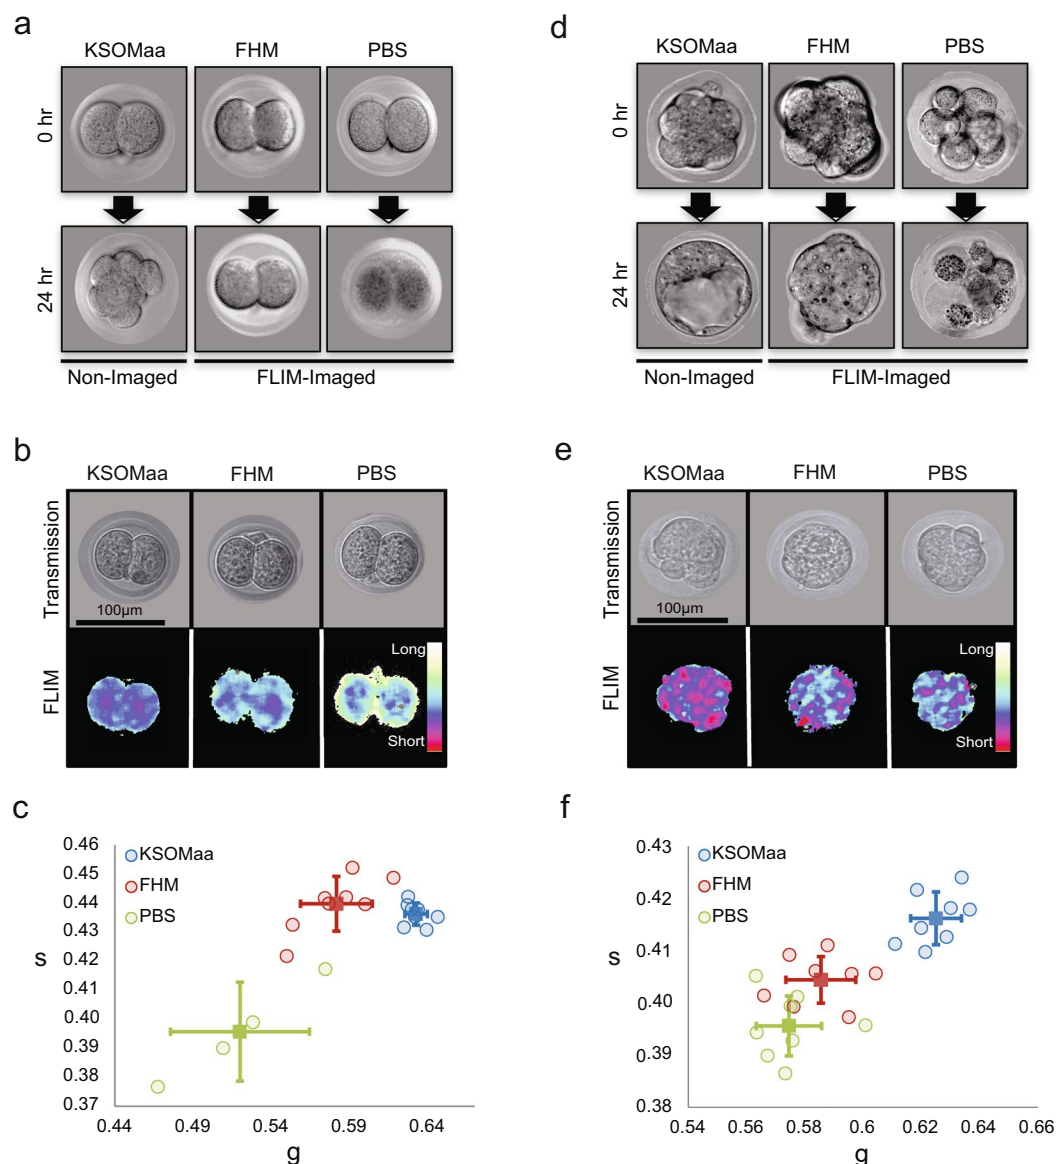 a
KSOMaa FHM PBS
0 hr
24 hr
Non-Imaged FLIM-Imaged
d
KSOMaa FHM PBS
0 hr
24 hr
Non-Imaged FLIM-Imaged
b
KSOMaa FHM PBS
Transmission
100µm
FLIM
Long
Short
e
KSOMaa FHM PBS
Transmission
100µm
FLIM
Long
Short
c
0.46
0.45
0.44
0.43
0.42
0.41
0.40
0.39
0.38
0.37
s
KSOMaa
FHM
PBS
0.44 0.49 0.54 0.59 0.64
g
f
0.43
0.42
0.41
0.40
0.39
0.38
s
KSOMaa
FHM
PBS
0.54 0.56 0.58 0.6 0.62 0.64 0.66
g